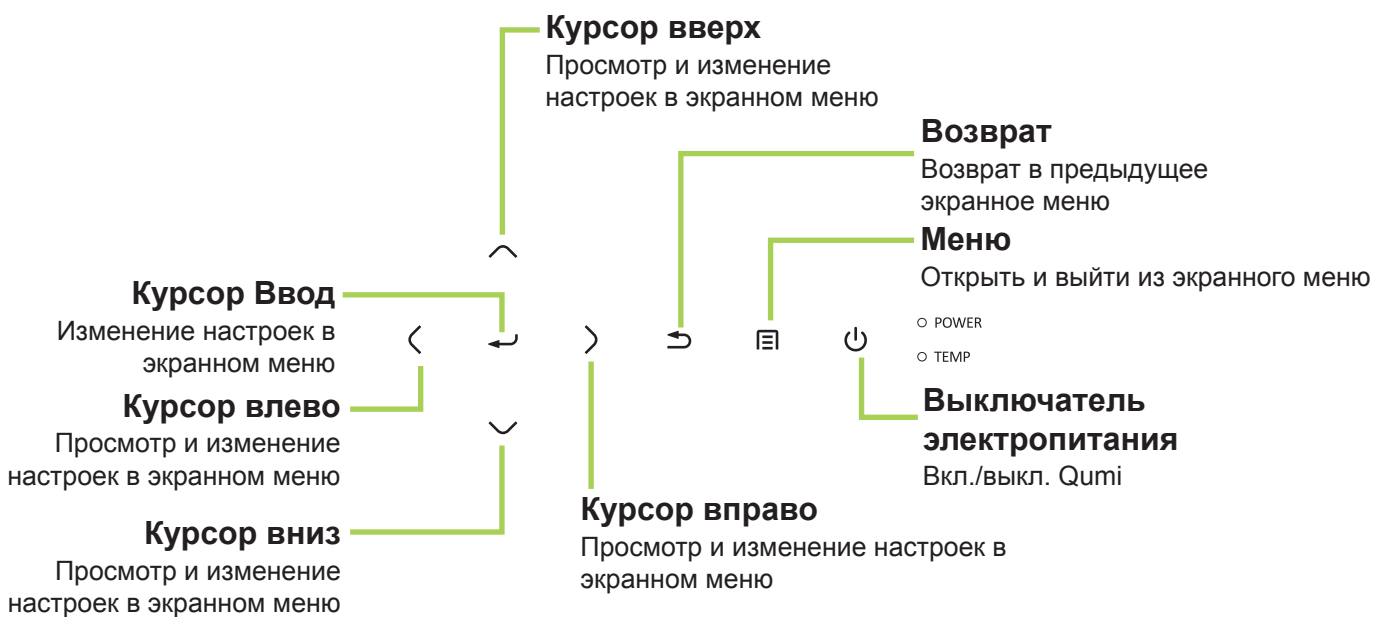 Курсор вверх
Просмотр и изменение
настроек в экранном меню
Возврат
Возврат в предыдущее
экранное меню
Меню
Открыть и выйти из экранного меню
Курсор Ввод
Изменение настроек в
экранном меню
POWER
TEMP
Курсор влево
Просмотр и изменение
настроек в экранном меню
Выключатель
электропитания
Вкл./выкл. Qumi
Курсор вправо
Просмотр и изменение настроек в
экранном меню
Курсор вниз
Просмотр и изменение
настроек в экранном меню